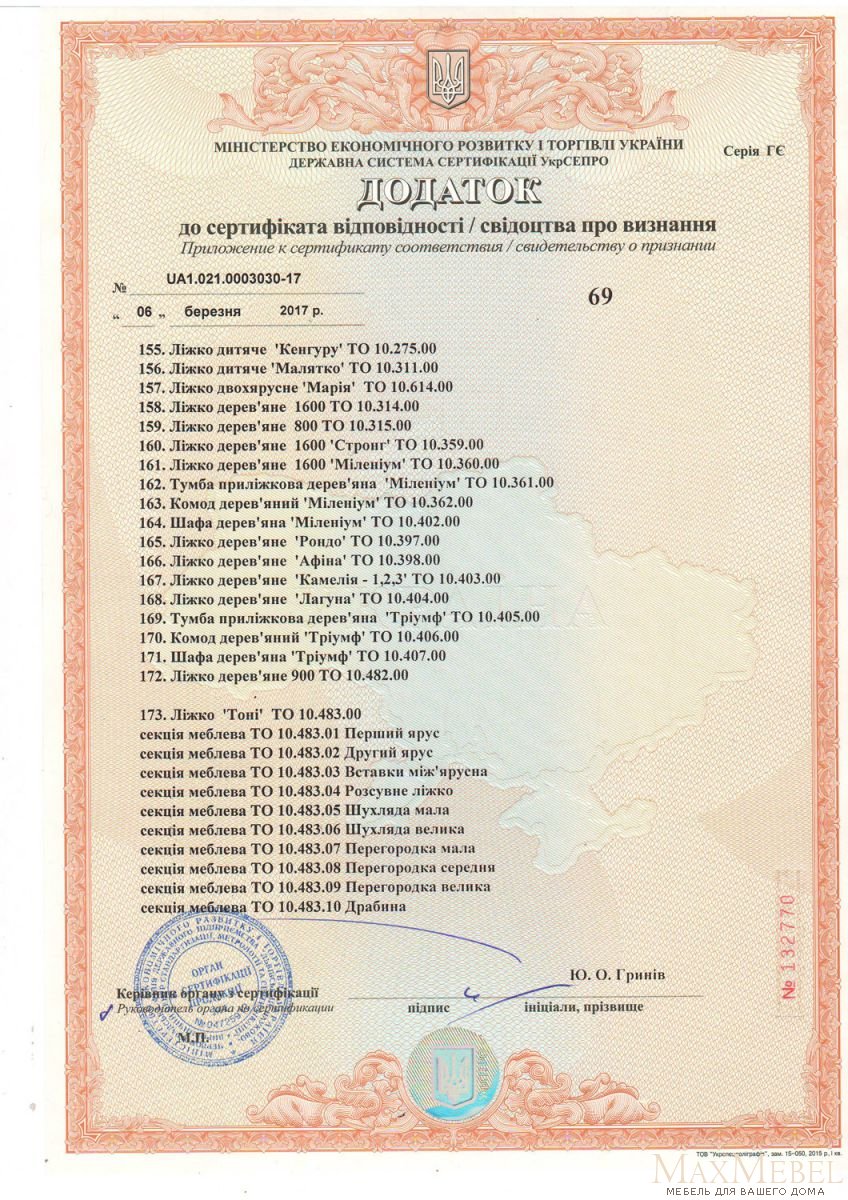 МІНІСТЕРСТВО ЕКОНОМІЧНОГО РОЗВИТКУ І ТОРГІВЛІ УКРАЇНИ
Серія ГЄ
ДЕРЖАВНА СИСТЕМА СЕРТИФІКАЦІЇ УкрСЕПРО
ДОДАТОК
до сертифіката відповідності / свідоцтва про визнання
Приложение к сертификату соответствия / свидетельству о признании
№ UA1.021.0003030-17
69
„ 06 „ березня 2017 р.
155. Ліжко дитяче 'Кенгуру' ТО 10.275.00
156. Ліжко дитяче 'Малятко' ТО 10.311.00
157. Ліжко двохярусне 'Марія' ТО 10.614.00
158. Ліжко дерев'яне 1600 ТО 10.314.00
159. Ліжко дерев'яне 800 ТО 10.315.00
160. Ліжко дерев'яне 1600 'Стронг' ТО 10.359.00
161. Ліжко дерев'яне 1600 'Міленіум' ТО 10.360.00
162. Тумба приліжкова дерев'яна 'Міленіум' ТО 10.361.00
163. Комод дерев'яний 'Міленіум' ТО 10.362.00
164. Шафа дерев'яна 'Міленіум' ТО 10.402.00
165. Ліжко дерев'яне 'Рондо' ТО 10.397.00
166. Ліжко дерев'яне 'Афіна' ТО 10.398.00
167. Ліжко дерев'яне 'Камелія - 1,2,3' ТО 10.403.00
168. Ліжко дерев'яне 'Лагуна' ТО 10.404.00
169. Тумба приліжкова дерев'яна 'Тріумф' ТО 10.405.00
170. Комод дерев'яний 'Тріумф' ТО 10.406.00
171. Шафа дерев'яна 'Тріумф' ТО 10.407.00
172. Ліжко дерев'яне 900 ТО 10.482.00
173. Ліжко 'Тоні' ТО 10.483.00
секція меблева ТО 10.483.01 Перший ярус
секція меблева ТО 10.483.02 Другий ярус
секція меблева ТО 10.483.03 Вставки між'ярусна
секція меблева ТО 10.483.04 Розсувне ліжко
секція меблева ТО 10.483.05 Шухляда мала
секція меблева ТО 10.483.06 Шухляда велика
секція меблева ТО 10.483.07 Перегородка мала
секція меблева ТО 10.483.08 Перегородка середня
секція меблева ТО 10.483.09 Перегородка велика
секція меблева ТО 10.483.10 Драбина
№ 132770
ОРГАН
СЕРТИФІКАЦІЇ
ПРОДУКЦІЇ
Ю. О. Гринів
Керівник органу з сертифікації
Руководитель органа по сертификации
підпис
ініціали, прізвище
М.П.
ТОВ "Укрспецполіграфія", зам. 15-050, 2015 р., І кв.
MaxMebel
МЕБЕЛЬ ДЛЯ ВАШЕГО ДОМА